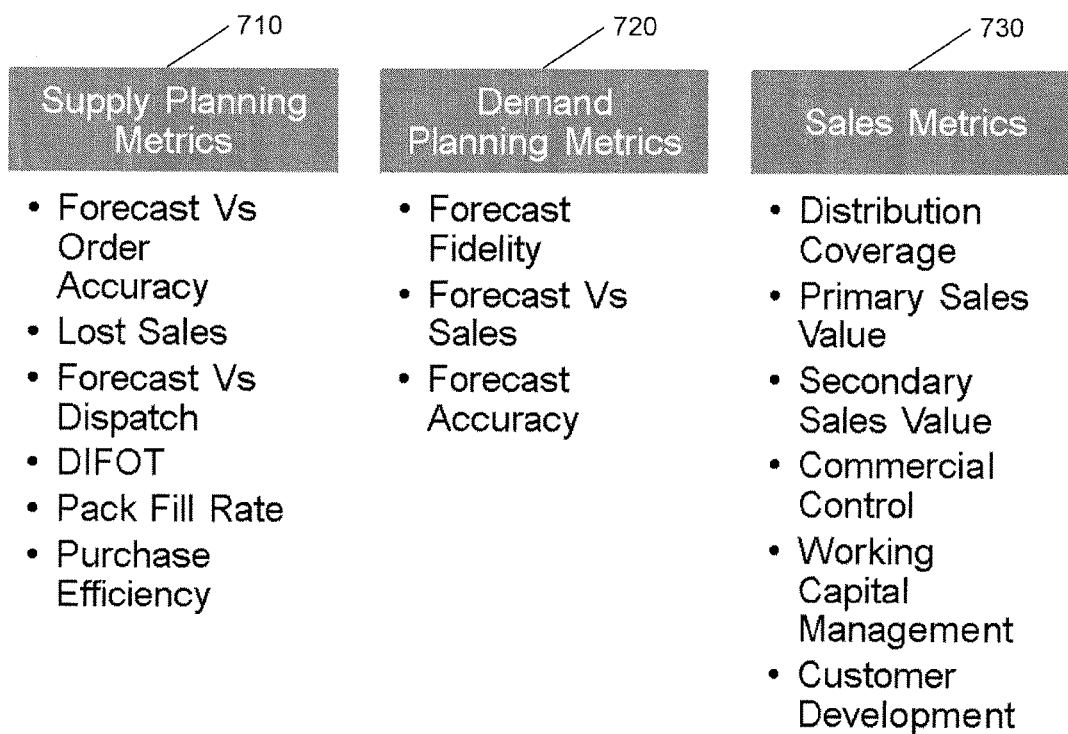 710
Supply Planning
Metrics
• Forecast Vs
Order
Accuracy
• Lost Sales
• Forecast Vs
Dispatch
• DIFOT
• Pack Fill Rate
• Purchase
Efficiency
720
Demand
Planning Metrics
• Forecast
Fidelity
• Forecast Vs
Sales
• Forecast
Accuracy
730
Sales Metrics
• Distribution
Coverage
• Primary Sales
Value
• Secondary
Sales Value
• Commercial
Control
• Working
Capital
Management
• Customer
Development